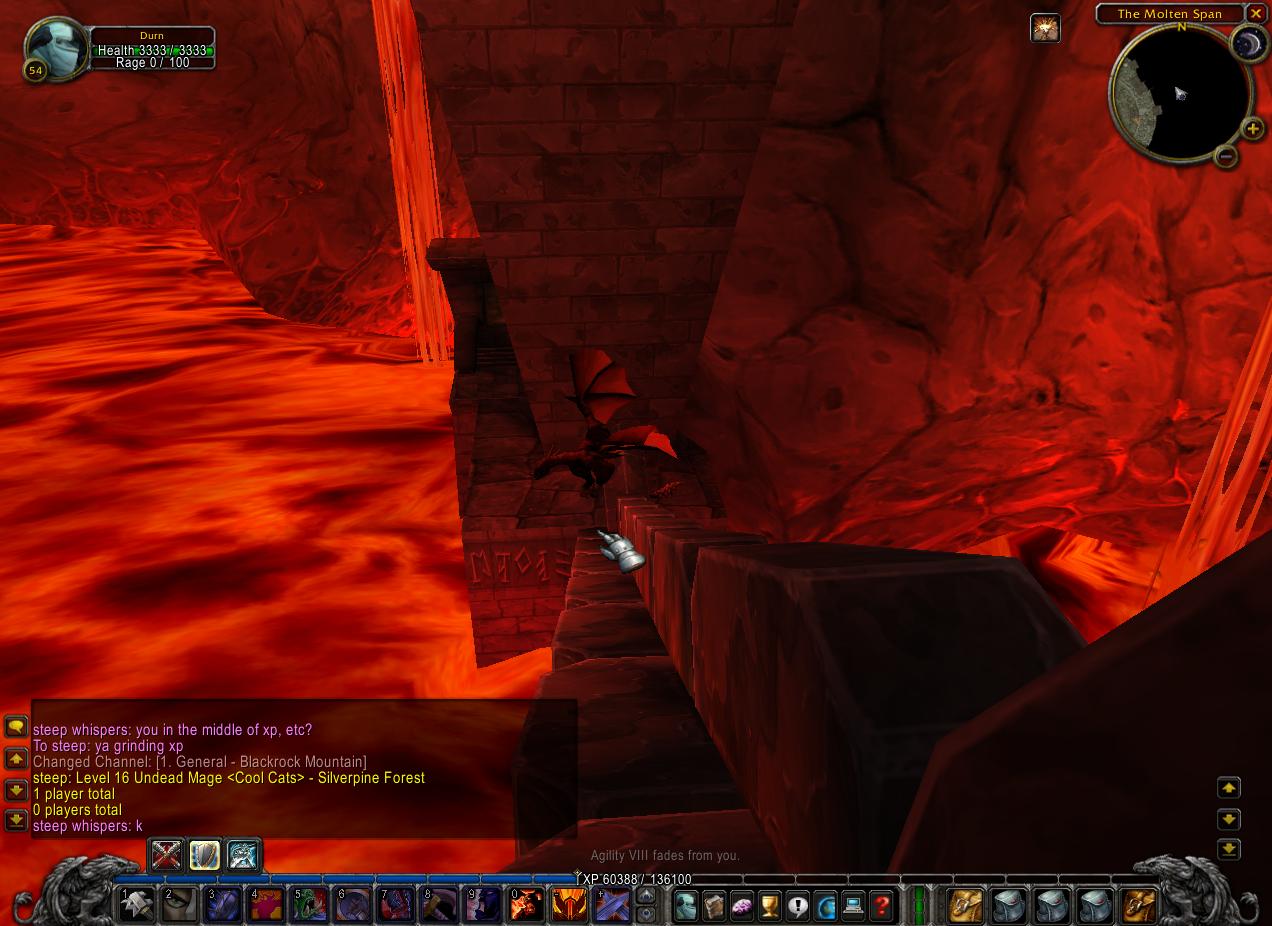 Durn
Health 3333 / 3333
Rage 0 / 100
54
The Molten Span
N
steep whispers: you in the middle of xp, etc?
To steep: ya grinding xp
Changed Channel: [1. General - Blackrock Mountain]
steep: Level 16 Undead Mage <Cool Cats> - Silverpine Forest
1 player total
0 players total
steep whispers: k
Agility VIII fades from you.
XP 60388 / 136100
1 2 3 4 5 6 7 8 9 0 - =